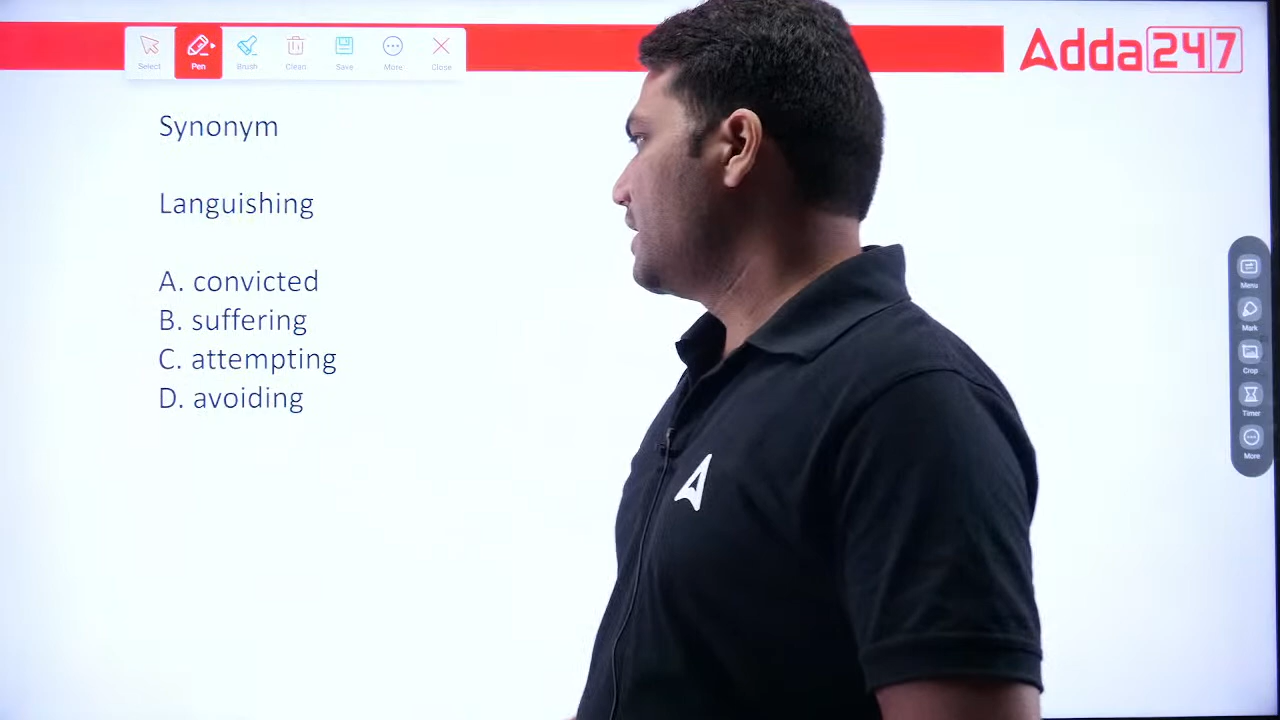 Select
Pen
Brush
Clean
Save
More
Close
Adda247
Synonym
Languishing
A. convicted
B. suffering
C. attempting
D. avoiding
Menu
Mark
Crop
Timer
More